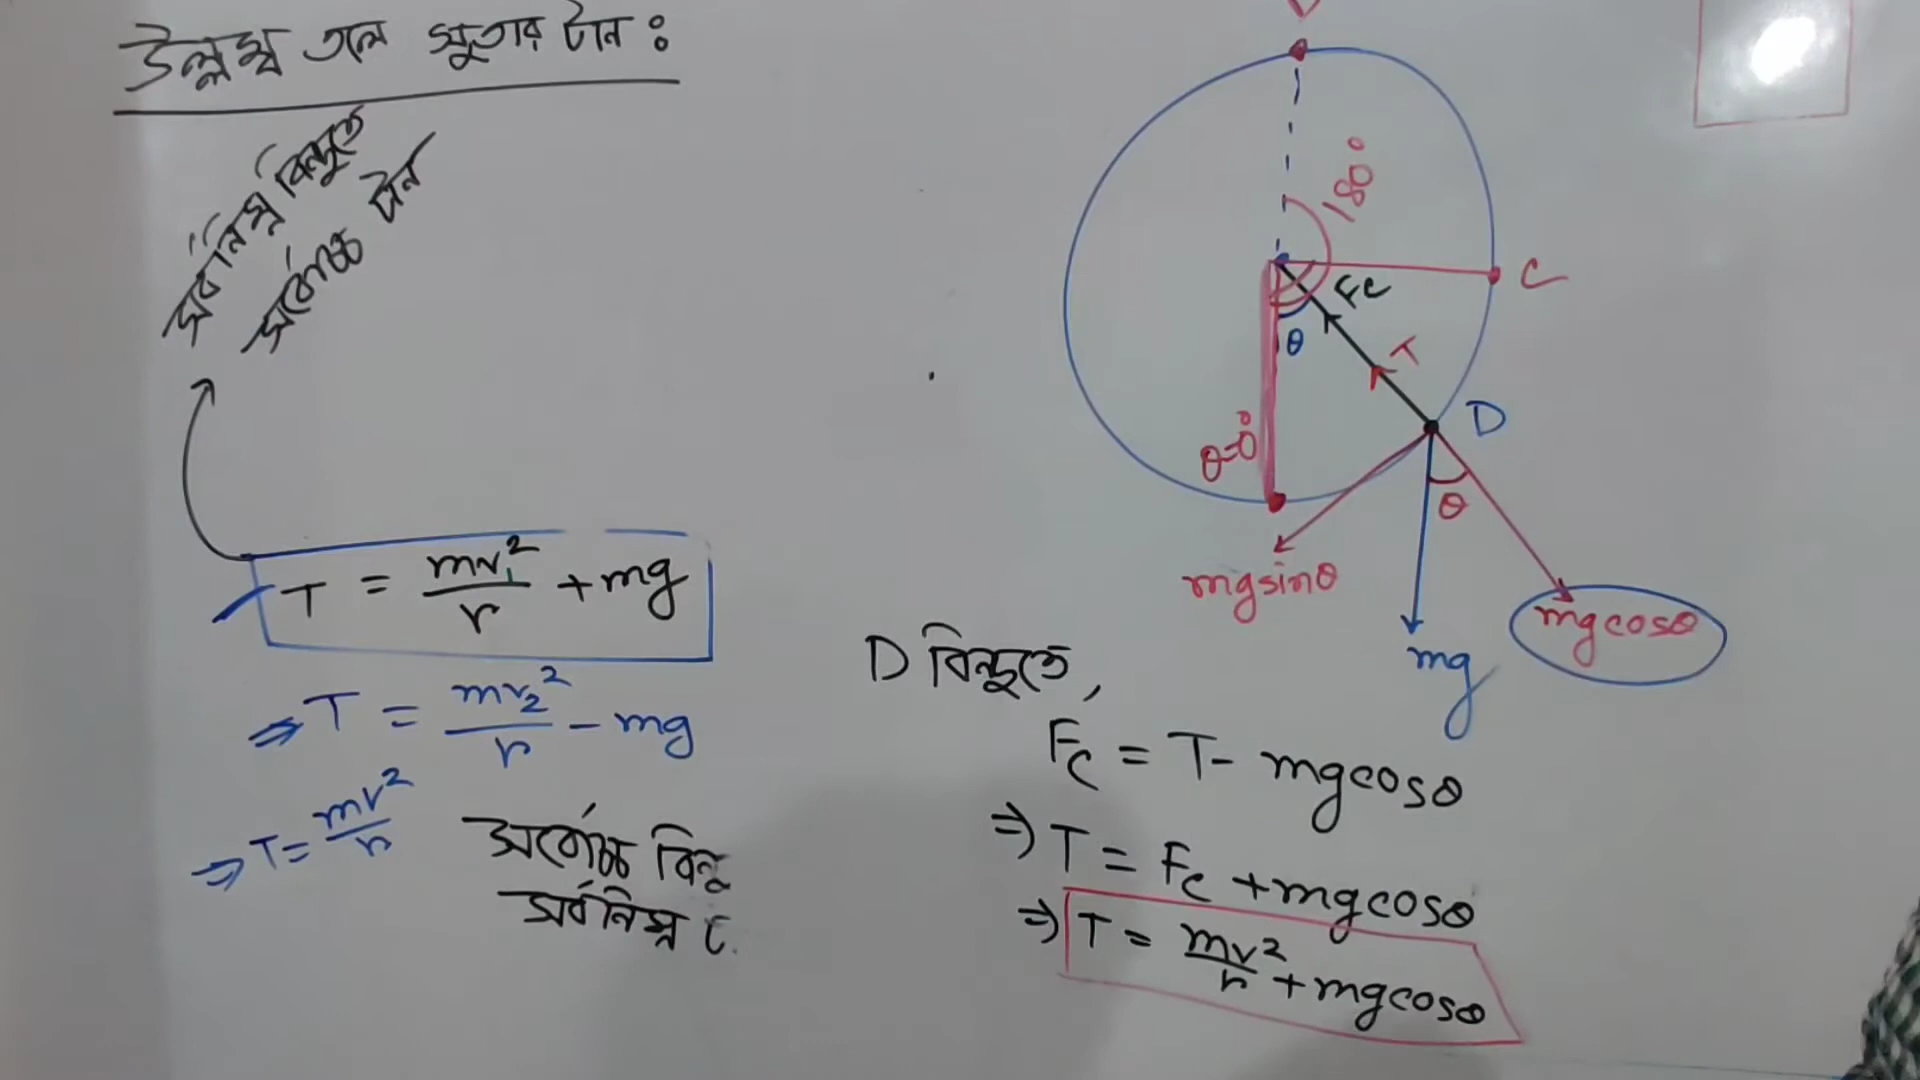 উল্লম্ব তলে সুতার টান :
সর্বনিম্ন বিন্দুতে
সর্বোচ্চ টান
T = mv₁²/r + mg
⇒ T = mv₂²/r - mg
⇒ T = mv²/r
সর্বোচ্চ বিন্দু
সর্বনিম্ন
180°
C
Fc
θ
T
D
θ=0°
θ
mgsinθ
mgcosθ
mg
D বিন্দুতে,
Fc = T - mgcosθ
⇒ T = Fc + mgcosθ
⇒ T = mv²/r + mgcosθ